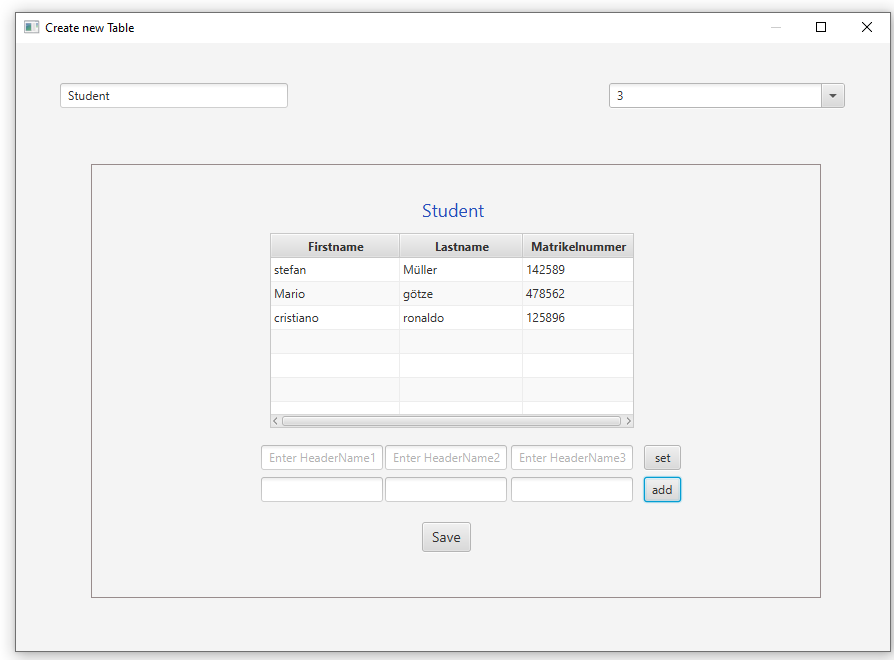 Create new Table
Student 3
Student
Firstname Lastname Matrikelnummer
stefan Müller 142589
Mario götze 478562
cristiano ronaldo 125896
Enter HeaderName1 Enter HeaderName2 Enter HeaderName3 set
add
Save